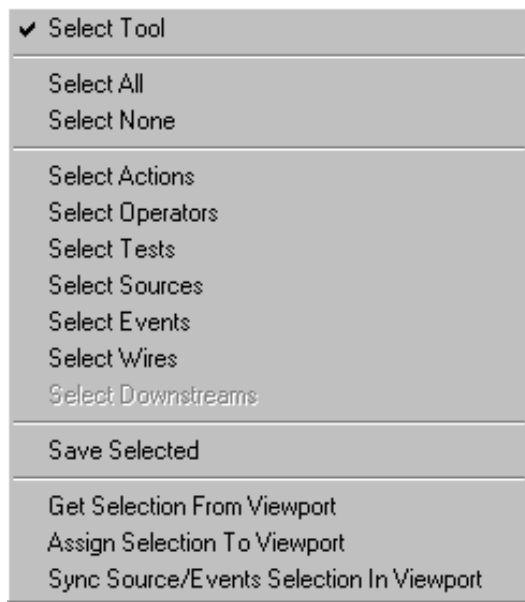 Select Tool
Select All
Select None
Select Actions
Select Operators
Select Tests
Select Sources
Select Events
Select Wires
Select Downstreams
Save Selected
Get Selection From Viewport
Assign Selection To Viewport
Sync Source/Events Selection In Viewport